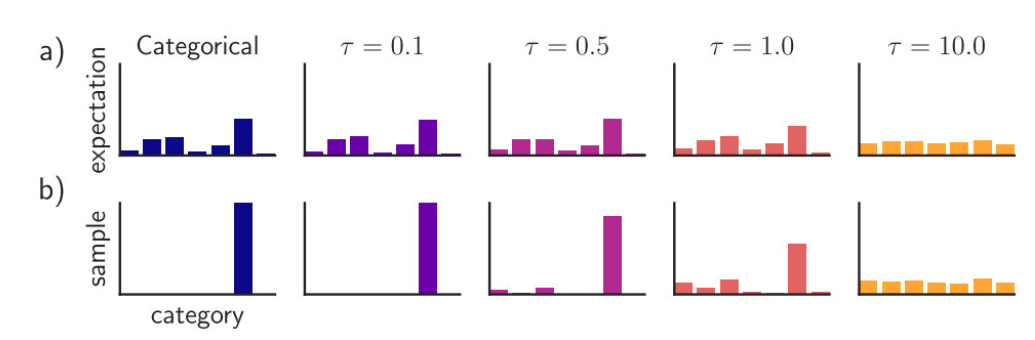 a)
Categorical
τ = 0.1
τ = 0.5
τ = 1.0
τ = 10.0
expectation
b)
sample
category